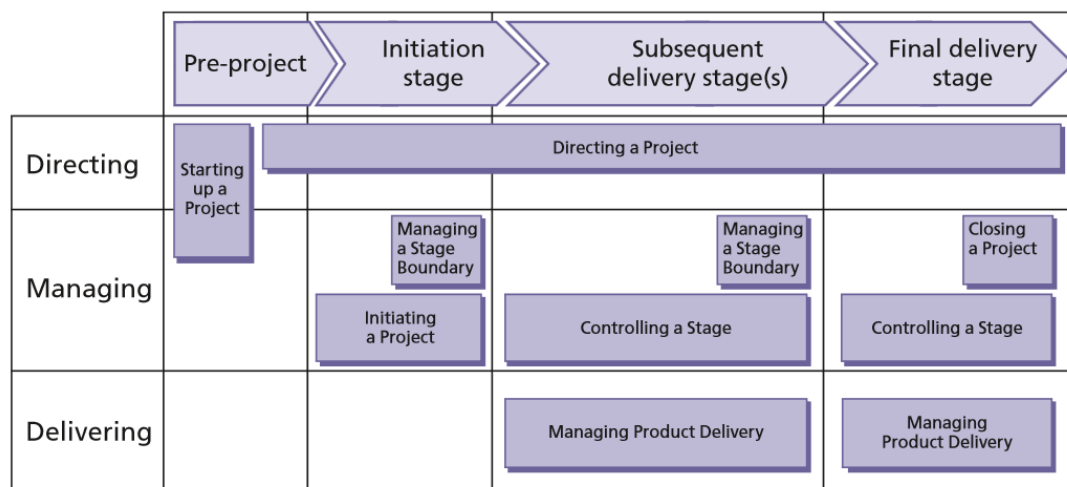 Pre-project
Initiation
stage
Subsequent
delivery stage(s)
Final delivery
stage
Directing
Starting
up a
Project
Directing a Project
Managing
Managing
a Stage
Boundary
Managing
a Stage
Boundary
Closing
a Project
Initiating
a Project
Controlling a Stage
Controlling a Stage
Delivering
Managing Product Delivery
Managing
Product Delivery